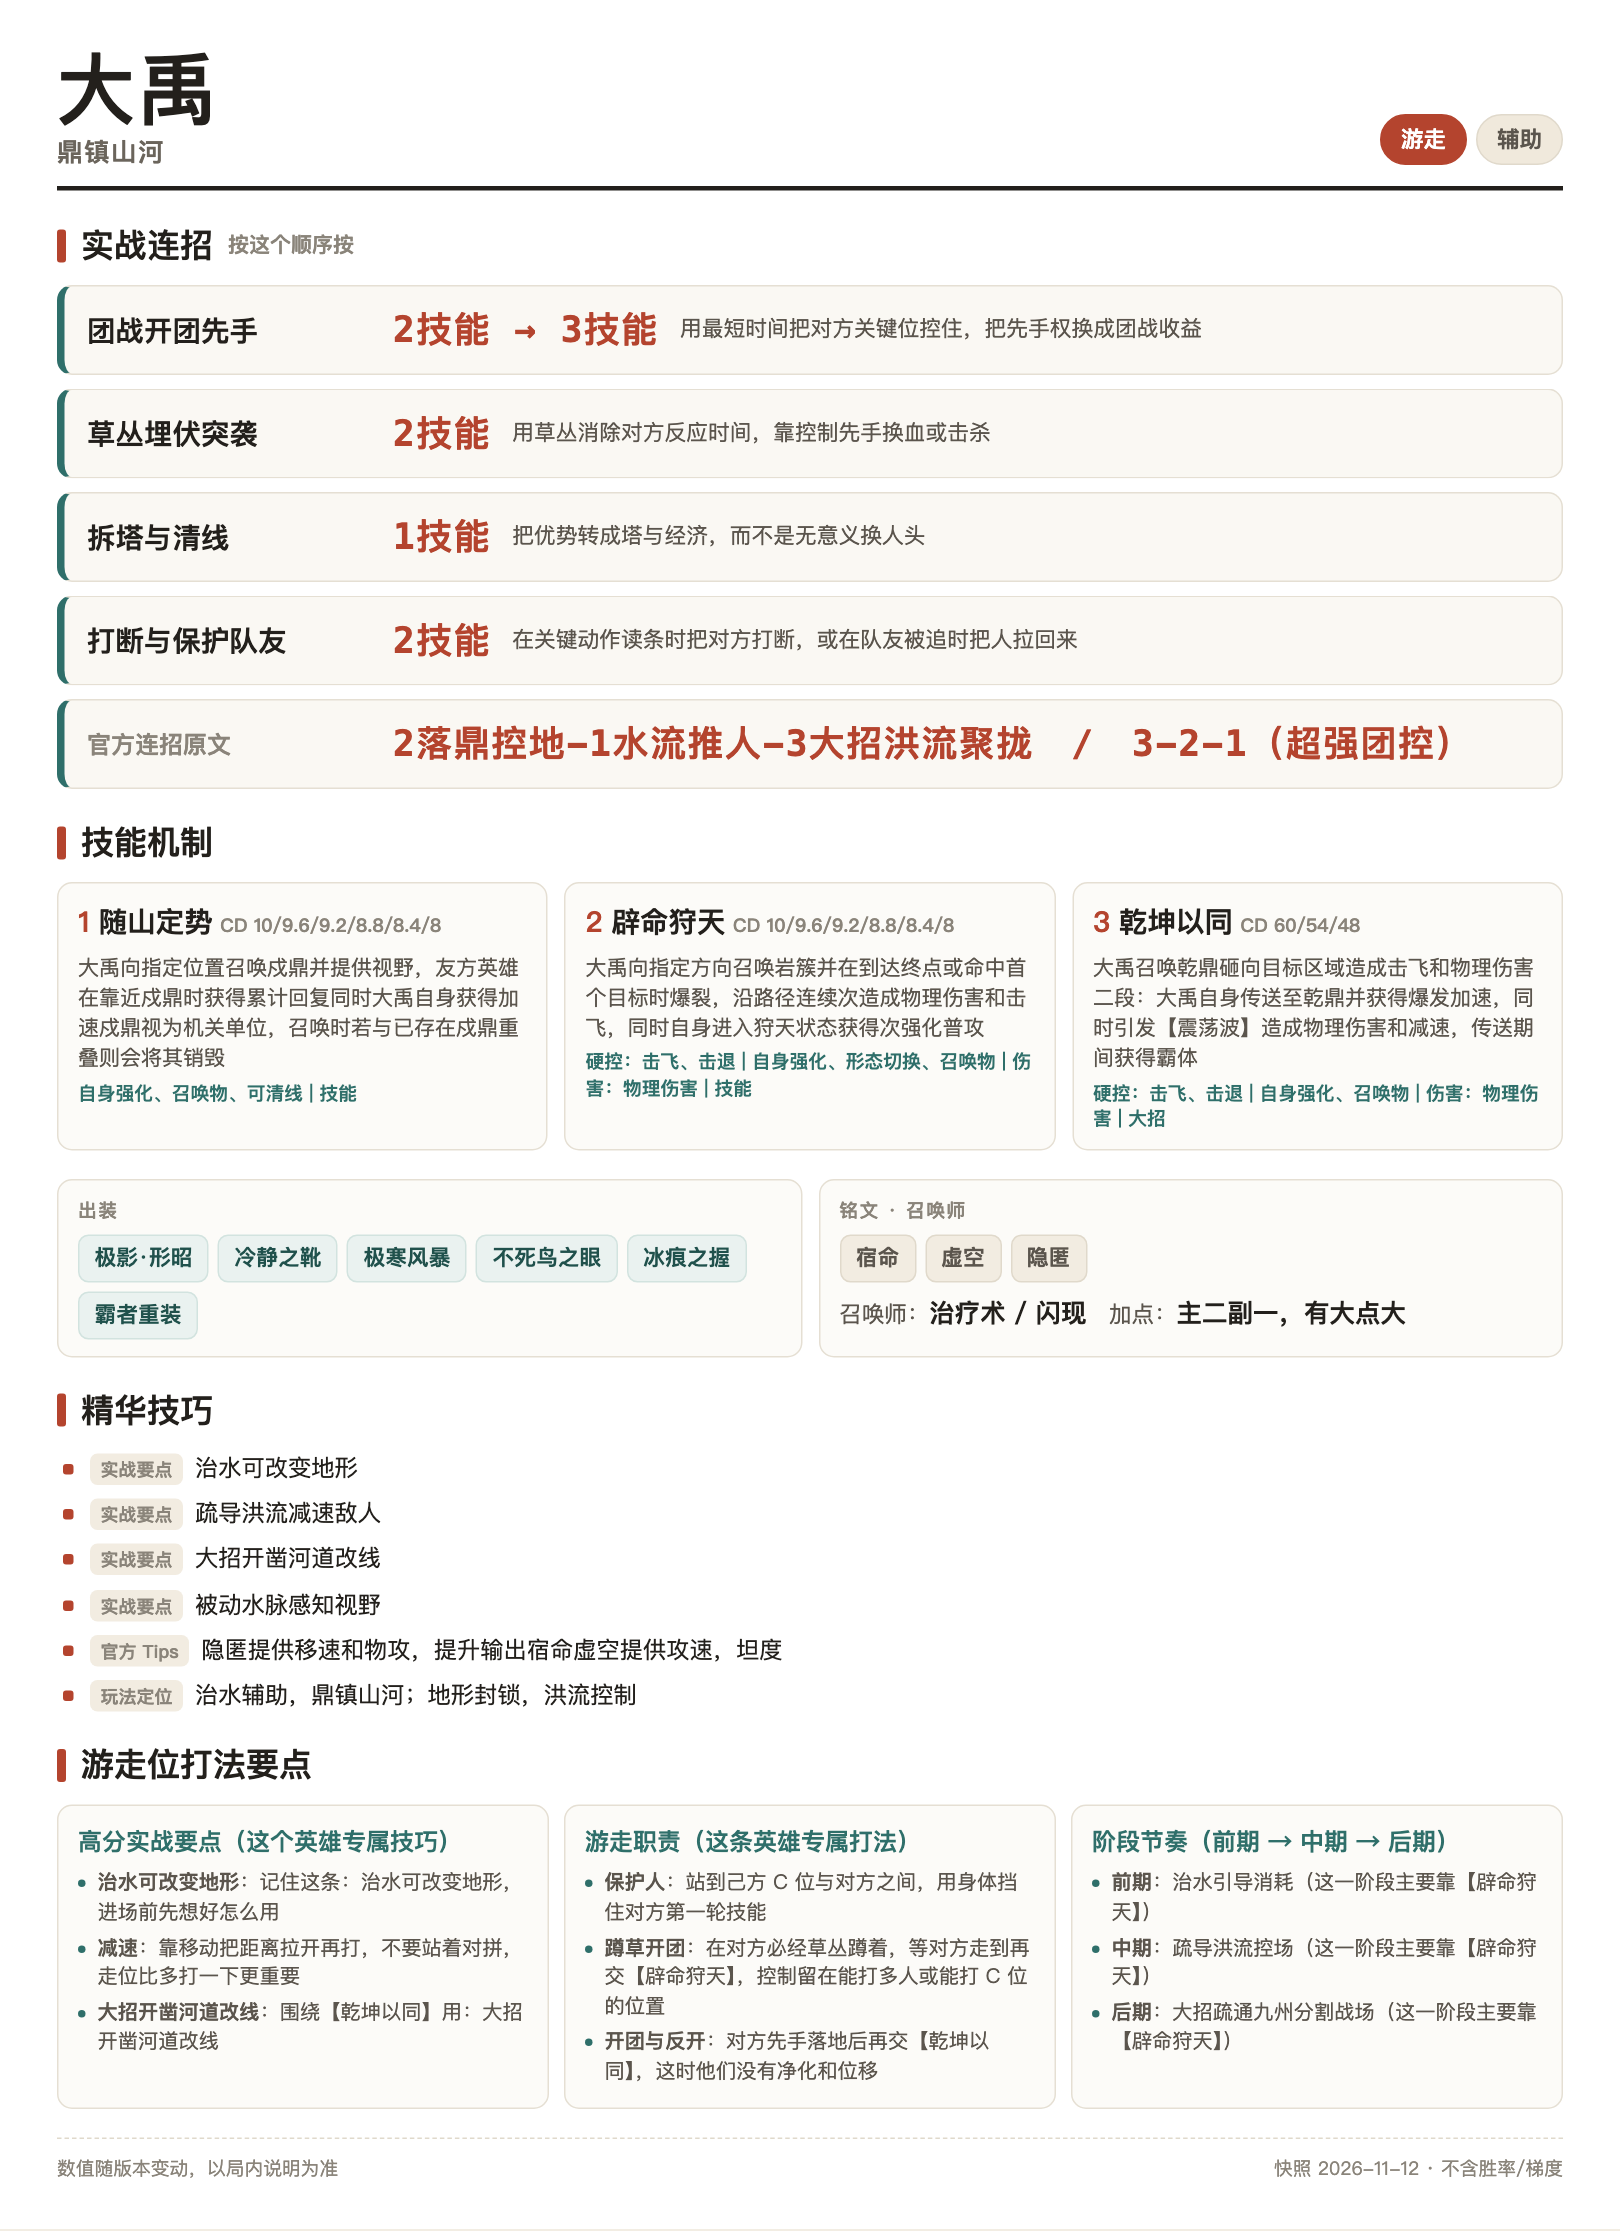 大禹
鼎镇山河
游走 辅助
实战连招 按这个顺序按
团战开团先手 2技能 → 3技能 用最短时间把对方关键位控住，把先手权换成团战收益
草丛埋伏突袭 2技能 用草丛消除对方反应时间，靠控制先手换血或击杀
拆塔与清线 1技能 把优势转成塔与经济，而不是无意义换人头
打断与保护队友 2技能 在关键动作读条时把对方打断，或在队友被追时把人拉回来
官方连招原文 2落鼎控地–1水流推人–3大招洪流聚拢 / 3–2–1（超强团控）
技能机制
1 随山定势 CD 10/9.6/9.2/8.8/8.4/8
大禹向指定位置召唤戍鼎并提供视野，友方英雄
在靠近戍鼎时获得累计回复同时大禹自身获得加
速戍鼎视为机关单位，召唤时若与已存在戍鼎重
叠则会将其销毁
自身强化、召唤物、可清线 | 技能
2 辟命狩天 CD 10/9.6/9.2/8.8/8.4/8
大禹向指定方向召唤岩簇并在到达终点或命中首
个目标时爆裂，沿路径连续次造成物理伤害和击
飞，同时自身进入狩天状态获得次强化普攻
硬控：击飞、击退 | 自身强化、形态切换、召唤物 | 伤
害：物理伤害 | 技能
3 乾坤以同 CD 60/54/48
大禹召唤乾鼎砸向目标区域造成击飞和物理伤害
二段：大禹自身传送至乾鼎并获得爆发加速，同
时引发【震荡波】造成物理伤害和减速，传送期
间获得霸体
硬控：击飞、击退 | 自身强化、召唤物 | 伤害：物理伤
害 | 大招
出装
极影·形昭 冷静之靴 极寒风暴 不死鸟之眼 冰痕之握
霸者重装
铭文 · 召唤师
宿命 虚空 隐匿
召唤师：治疗术 / 闪现 加点：主二副一，有大点大
精华技巧
实战要点 治水可改变地形
实战要点 疏导洪流减速敌人
实战要点 大招开凿河道改线
实战要点 被动水脉感知视野
官方 Tips 隐匿提供移速和物攻，提升输出宿命虚空提供攻速，坦度
玩法定位 治水辅助，鼎镇山河；地形封锁，洪流控制
游走位打法要点
高分实战要点（这个英雄专属技巧）
治水可改变地形：记住这条：治水可改变地形，
进场前先想好怎么用
减速：靠移动把距离拉开再打，不要站着对拼，
走位比多打一下更重要
大招开凿河道改线：围绕【乾坤以同】用：大招
开凿河道改线
游走职责（这条英雄专属打法）
保护人：站到己方 C 位与对方之间，用身体挡
住对方第一轮技能
蹲草开团：在对方必经草丛蹲着，等对方走到再
交【辟命狩天】，控制留在能打多人或能打 C 位
的位置
开团与反开：对方先手落地后再交【乾坤以
同】，这时他们没有净化和位移
阶段节奏（前期 → 中期 → 后期）
前期：治水引导消耗（这一阶段主要靠【辟命狩
天】）
中期：疏导洪流控场（这一阶段主要靠【辟命狩
天】）
后期：大招疏通九州分割战场（这一阶段主要靠
【辟命狩天】）
数值随版本变动，以局内说明为准
快照 2026–11–12 · 不含胜率/梯度